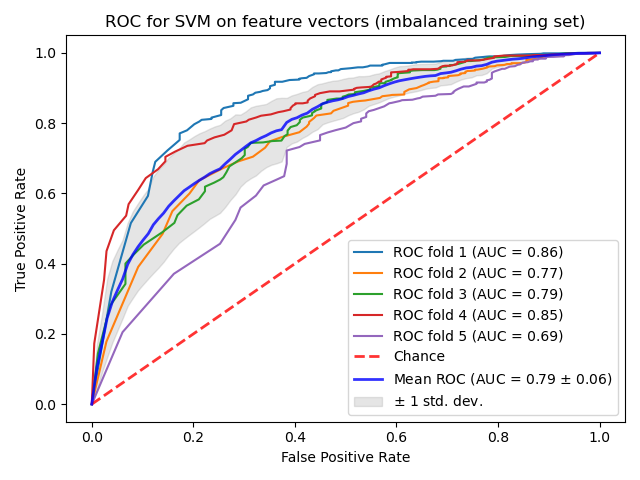 ROC for SVM on feature vectors (imbalanced training set)
True Positive Rate
1.0
0.8
0.6
0.4
0.2
0.0
ROC fold 1 (AUC = 0.86)
ROC fold 2 (AUC = 0.77)
ROC fold 3 (AUC = 0.79)
ROC fold 4 (AUC = 0.85)
ROC fold 5 (AUC = 0.69)
Chance
Mean ROC (AUC = 0.79 ± 0.06)
± 1 std. dev.
0.0 0.2 0.4 0.6 0.8 1.0
False Positive Rate